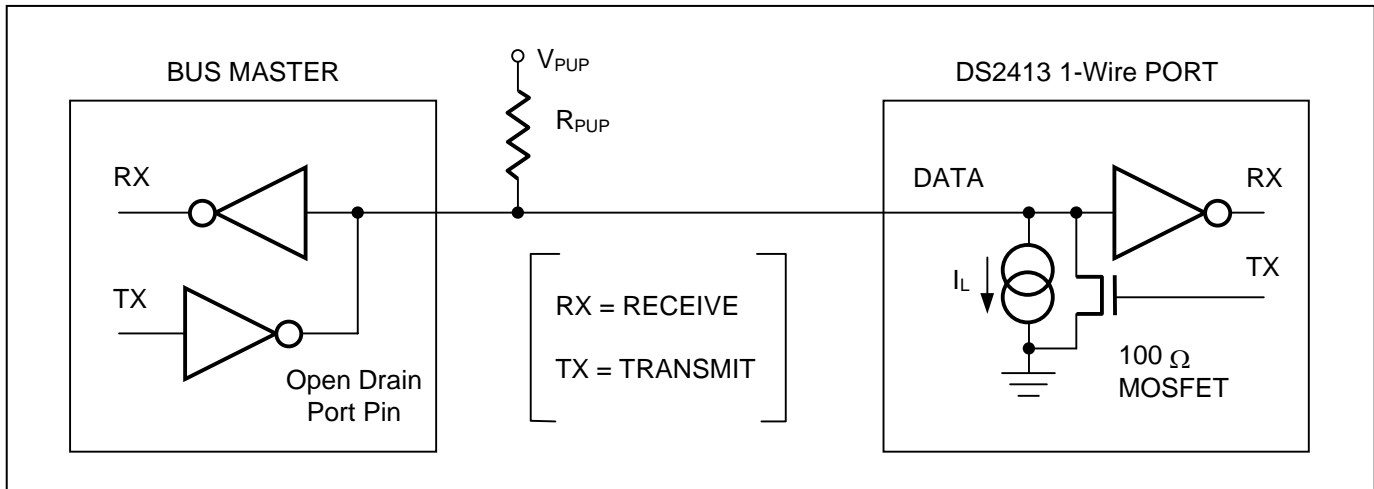 BUS MASTER
V_PUP
DS2413 1-Wire PORT
R_PUP
RX
DATA
RX
TX
TX
I_L
RX = RECEIVE
TX = TRANSMIT
Open Drain
Port Pin
100 Ω
MOSFET